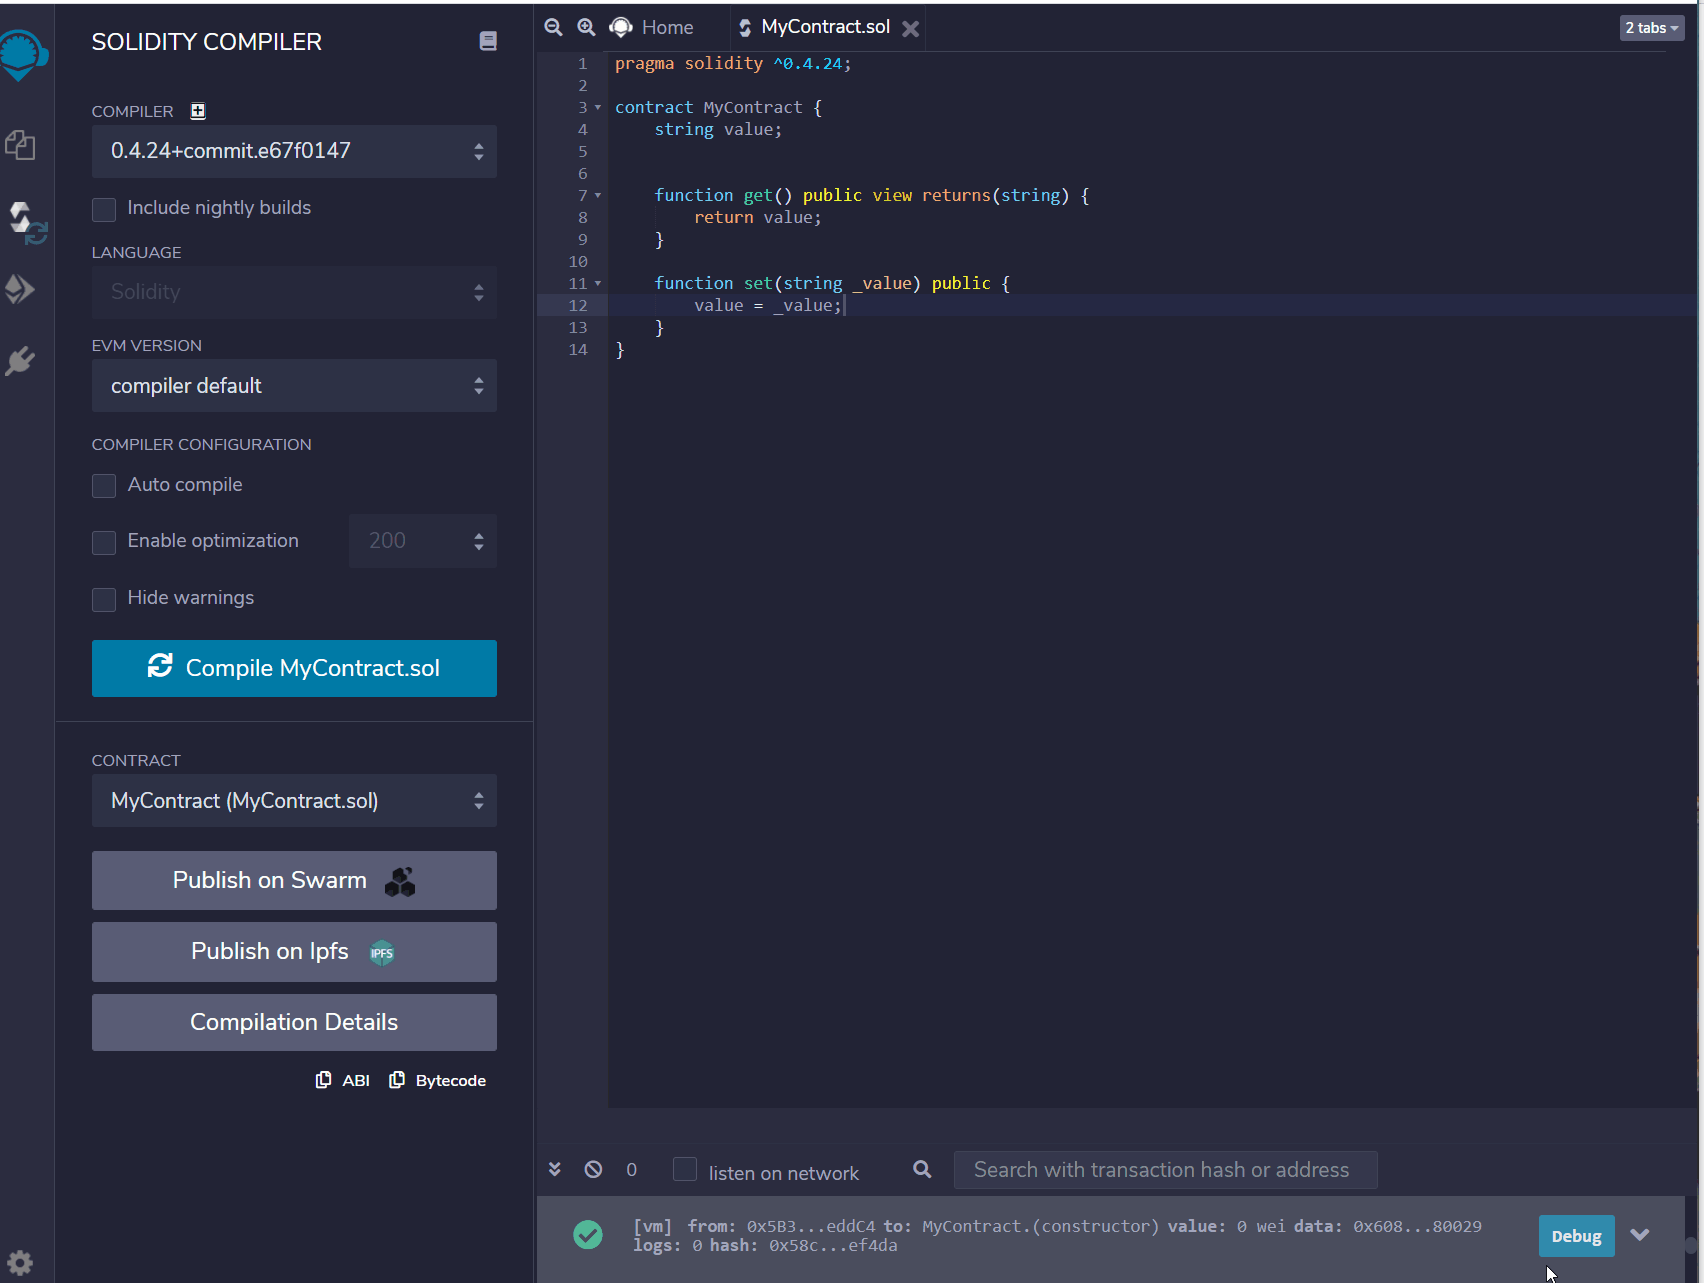 SOLIDITY COMPILER
COMPILER
0.4.24+commit.e67f0147
Include nightly builds
LANGUAGE
Solidity
EVM VERSION
compiler default
COMPILER CONFIGURATION
Auto compile
Enable optimization 200
Hide warnings
Compile MyContract.sol
CONTRACT
MyContract (MyContract.sol)
Publish on Swarm
Publish on Ipfs IPFS
Compilation Details
ABI Bytecode
Home MyContract.sol 2 tabs
1 pragma solidity ^0.4.24;
2
3 contract MyContract {
4 string value;
5
6
7 function get() public view returns(string) {
8 return value;
9 }
10
11 function set(string _value) public {
12 value = _value;
13 }
14 }
0 listen on network Search with transaction hash or address
[vm] from: 0x5B3...eddC4 to: MyContract.(constructor) value: 0 wei data: 0x608...80029
logs: 0 hash: 0x58c...ef4da
Debug